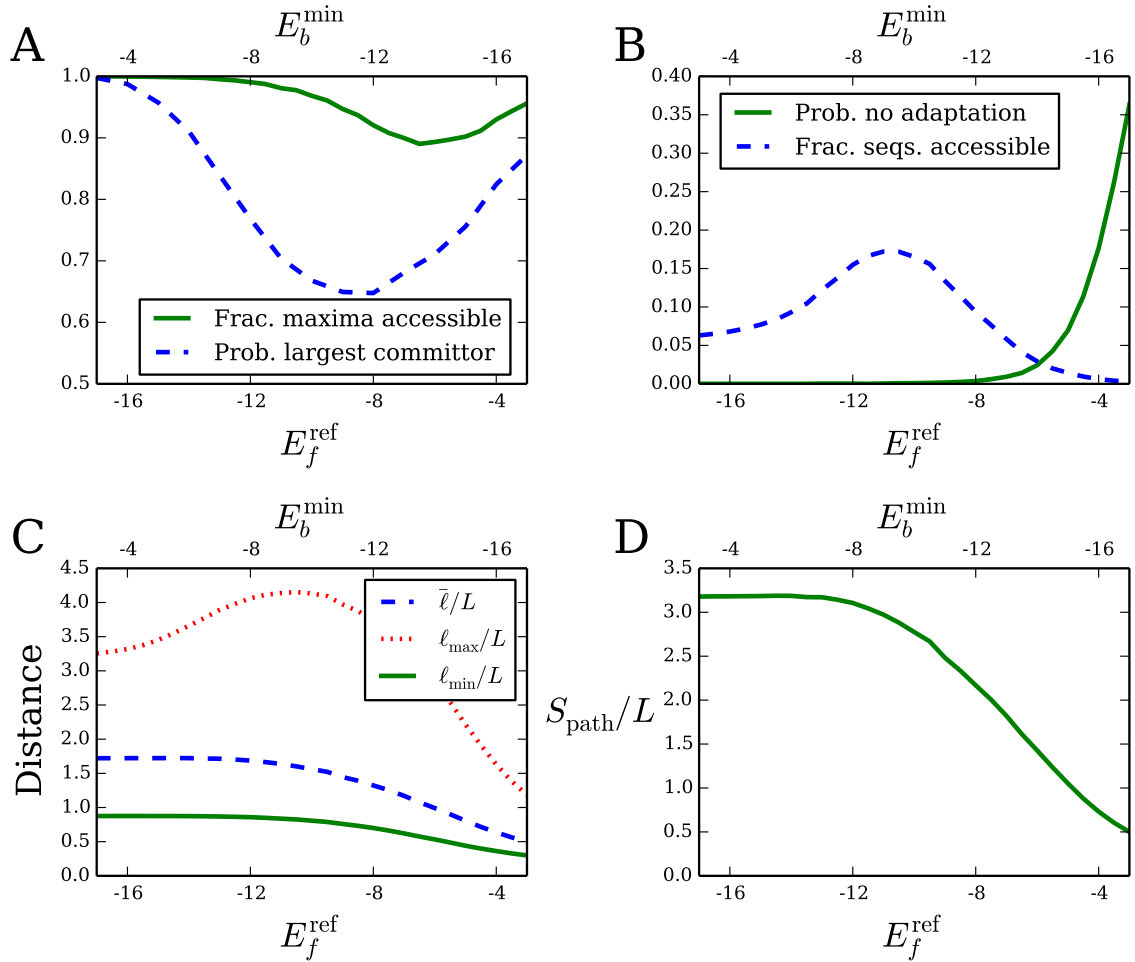 A
E_b^min
-4 -8 -12 -16
1.0
0.9
0.8
0.7
0.6
0.5
Frac. maxima accessible
Prob. largest committor
-16 -12 -8 -4
E_f^ref
B
E_b^min
-4 -8 -12 -16
0.40
0.35
0.30
0.25
0.20
0.15
0.10
0.05
0.00
Prob. no adaptation
Frac. seqs. accessible
-16 -12 -8 -4
E_f^ref
C
E_b^min
-4 -8 -12 -16
Distance
4.5
4.0
3.5
3.0
2.5
2.0
1.5
1.0
0.5
0.0
ℓ̄/L
ℓ_max/L
ℓ_min/L
-16 -12 -8 -4
E_f^ref
D
E_b^min
-4 -8 -12 -16
S_path/L
3.5
3.0
2.5
2.0
1.5
1.0
0.5
0.0
-16 -12 -8 -4
E_f^ref